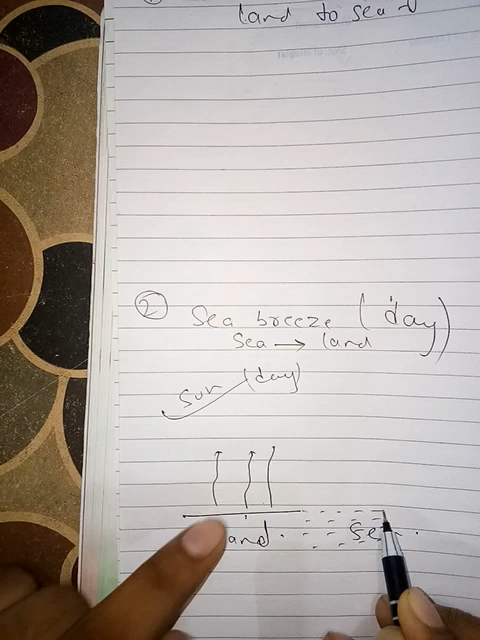 land to sea
② Sea breeze (day)
Sea → land
Sun (day)
land. Sea.